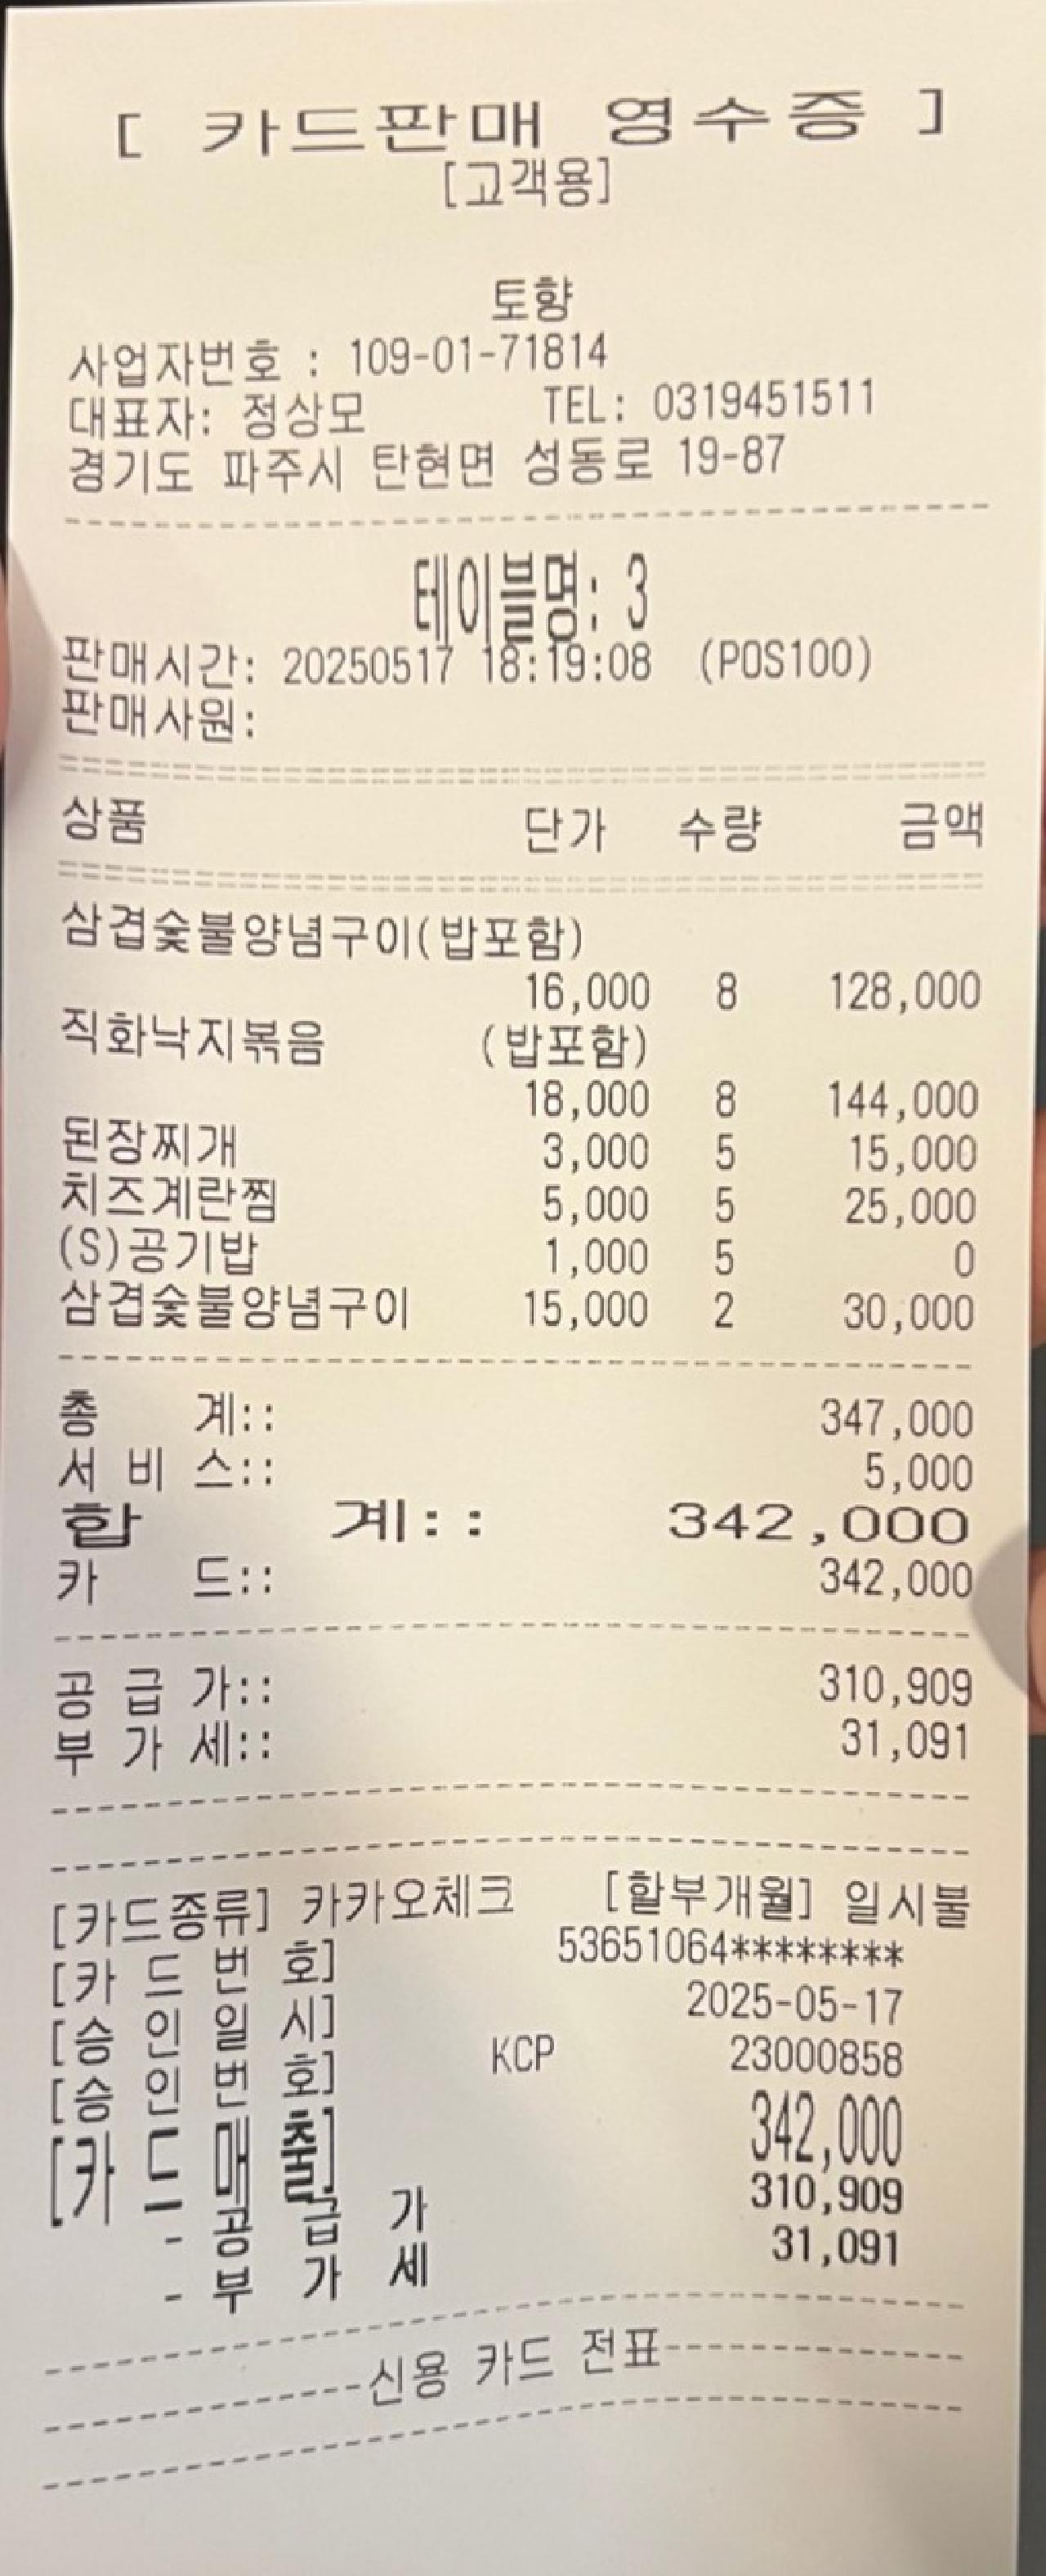 [ 카드판매 영수증 ]
[고객용]
토향
사업자번호 : 109-01-71814
대표자: 정상모 TEL: 0319451511
경기도 파주시 탄현면 성동로 19-87
테이블명: 3
판매시간: 20250517 18:19:08 (POS100)
판매사원:
상품 단가 수량 금액
삼겹숯불양념구이(밥포함)
16,000 8 128,000
직화낙지볶음 (밥포함)
18,000 8 144,000
된장찌개 3,000 5 15,000
치즈계란찜 5,000 5 25,000
(S)공기밥 1,000 5 0
삼겹숯불양념구이 15,000 2 30,000
총 계:: 347,000
서 비 스:: 5,000
합 계:: 342,000
카 드:: 342,000
공 급 가:: 310,909
부 가 세:: 31,091
[카드종류] 카카오체크 [할부개월] 일시불
[카 드 번 호] 53651064********
[승 인 일 시] 2025-05-17
[승 인 번 호] KCP 23000858
[카 드 매 출] 342,000
- 공 급 가 310,909
- 부 가 세 31,091
신용 카드 전표